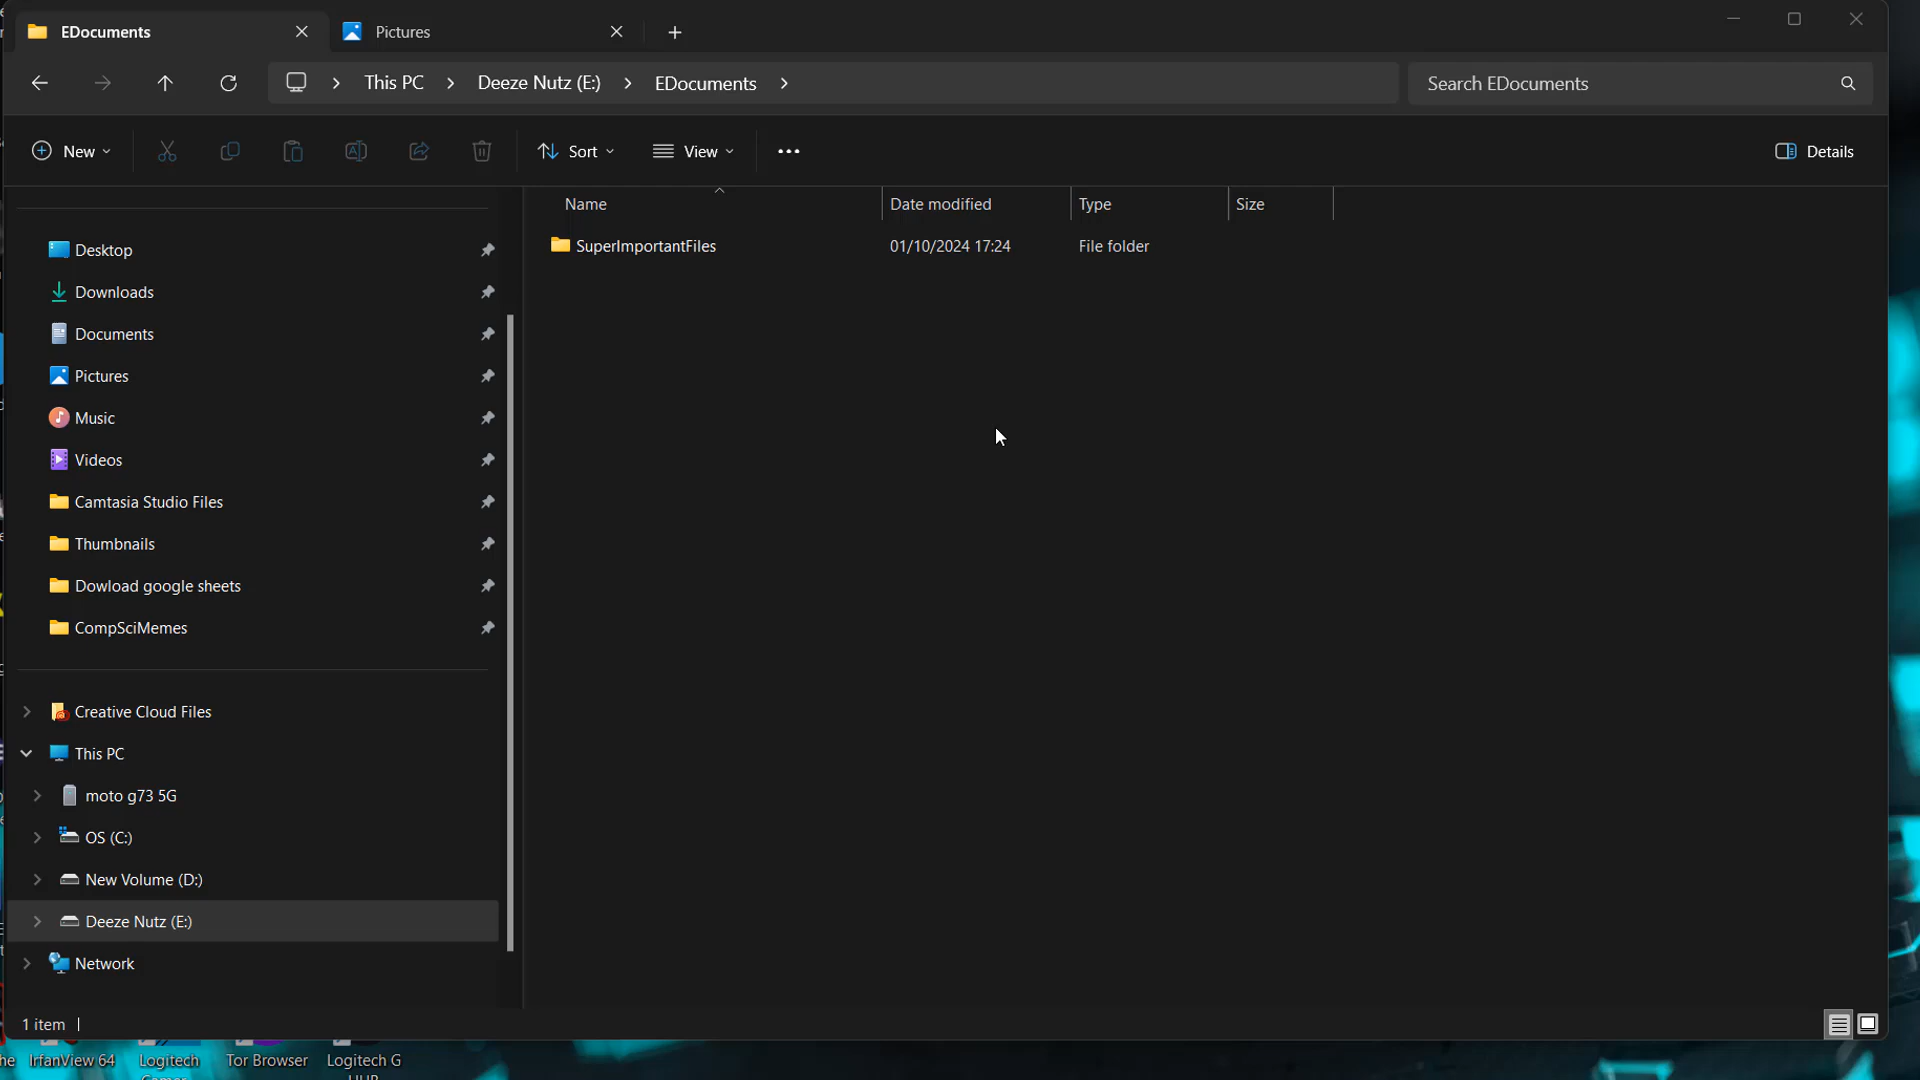 EDocuments
Pictures
This PC > Deeze Nutz (E:) > EDocuments >
Search EDocuments
New
Sort
View
Details
Name Date modified Type Size
SuperImportantFiles 01/10/2024 17:24 File folder
Desktop
Downloads
Documents
Pictures
Music
Videos
Camtasia Studio Files
Thumbnails
Dowload google sheets
CompSciMemes
Creative Cloud Files
This PC
moto g73 5G
OS (C:)
New Volume (D:)
Deeze Nutz (E:)
Network
1 item
IrfanView 64 Logitech Tor Browser Logitech G